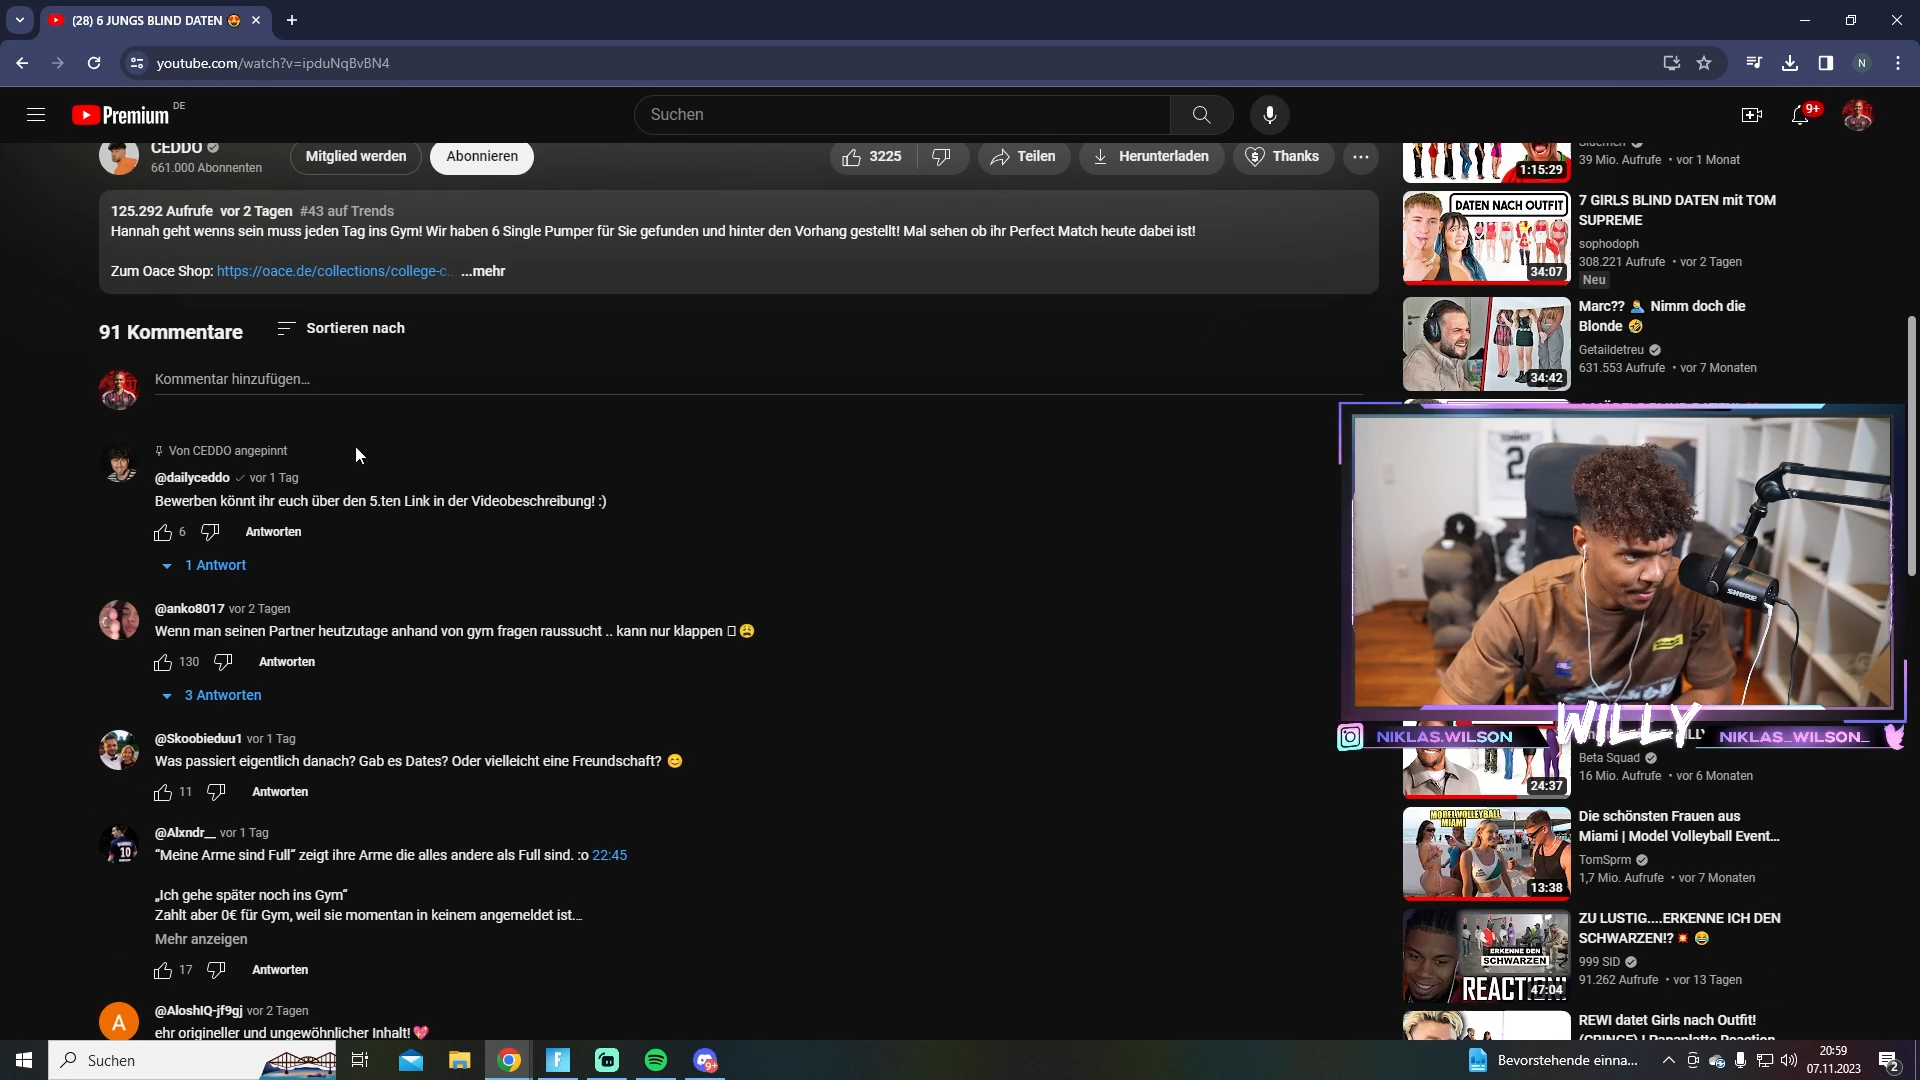 (28) 6 JUNGS BLIND DATEN 😍
youtube.com/watch?v=ipduNqBvBN4
N
Premium DE
Suchen
9+
CEDDO
661.000 Abonnenten
Mitglied werden
Abonnieren
3225
Teilen
Herunterladen
Thanks
125.292 Aufrufe vor 2 Tagen #43 auf Trends
Hannah geht wenns sein muss jeden Tag ins Gym! Wir haben 6 Single Pumper für Sie gefunden und hinter den Vorhang gestellt! Mal sehen ob ihr Perfect Match heute dabei ist!
Zum Oace Shop: https://oace.de/collections/college-c... ...mehr
91 Kommentare
Sortieren nach
Kommentar hinzufügen...
Von CEDDO angepinnt
@dailyceddo vor 1 Tag
Bewerben könnt ihr euch über den 5.ten Link in der Videobeschreibung! :)
6
Antworten
1 Antwort
@anko8017 vor 2 Tagen
Wenn man seinen Partner heutzutage anhand von gym fragen raussucht .. kann nur klappen 😩
130
Antworten
3 Antworten
@Skoobieduu1 vor 1 Tag
Was passiert eigentlich danach? Gab es Dates? Oder vielleicht eine Freundschaft? 😊
11
Antworten
@Alxndr__ vor 1 Tag
"Meine Arme sind Full" zeigt ihre Arme die alles andere als Full sind. :o 22:45
„Ich gehe später noch ins Gym"
Zahlt aber 0€ für Gym, weil sie momentan in keinem angemeldet ist...
Mehr anzeigen
17
Antworten
A
@AloshIQ-jf9gj vor 2 Tagen
ehr origineller und ungewöhnlicher Inhalt! 💖
1:15:29
39 Mio. Aufrufe • vor 1 Monat
DATEN NACH OUTFIT
34:07
7 GIRLS BLIND DATEN mit TOM
SUPREME
sophodoph
308.221 Aufrufe • vor 2 Tagen
Neu
34:42
Marc?? 🤦‍♂️ Nimm doch die
Blonde 🤣
Getaildetreu
631.553 Aufrufe • vor 7 Monaten
2
SHURE
WILLY
NIKLAS.WILSON
NIKLAS_WILSON_
24:37
Beta Squad
16 Mio. Aufrufe • vor 6 Monaten
MODEL VOLLEYBALL
MIAMI
13:38
Die schönsten Frauen aus
Miami | Model Volleyball Event...
TomSprm
1,7 Mio. Aufrufe • vor 7 Monaten
ERKENNE DEN
SCHWARZEN
REACTION!
47:04
ZU LUSTIG....ERKENNE ICH DEN
SCHWARZEN!? 💥 😂
999 SID
91.262 Aufrufe • vor 13 Tagen
REWI datet Girls nach Outfit!
(CRINGE) | Papaplatte Reaction
Suchen
9+
Bevorstehende einna...
20:59
07.11.2023
2